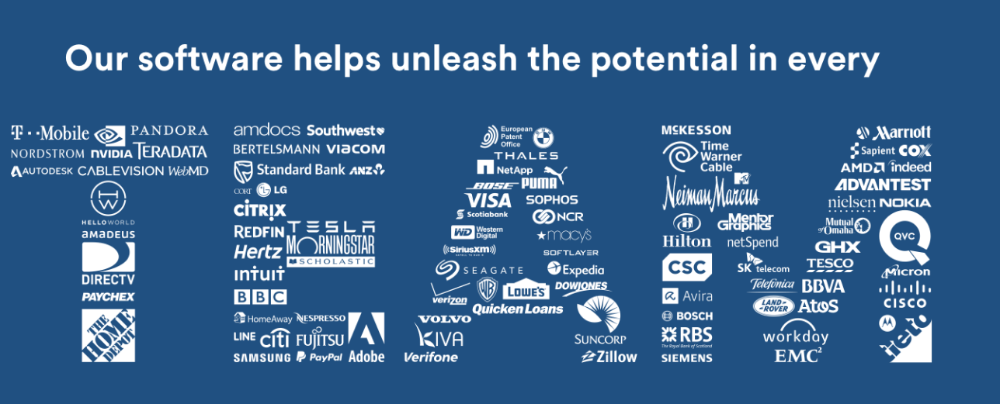 Our software helps unleash the potential in every
T··Mobile
NVIDIA
PANDORA
NORDSTROM
TERADATA
AUTODESK
CABLEVISION
WebMD
HW
HELLOWORLD
amadeus
DIRECTV
PAYCHEX
THE HOME DEPOT
amdocs
Southwest
BERTELSMANN
VIACOM
Standard Bank
ANZ
CORT
LG
CITRIX
REDFIN
TESLA
Hertz
MORNINGSTAR
SCHOLASTIC
intuit
BBC
HomeAway
NESPRESSO
LINE
citi
FUJITSU
SAMSUNG
PayPal
Adobe
European
Patent
Office
BMW
THALES
NetApp
PUMA
BOSE
VISA
SOPHOS
Scotiabank
NCR
WD
Western
Digital
macy's
((SiriusXM))
SOFTLAYER
SEAGATE
Expedia
verizon
WB
LOWE'S
DOWJONES
Quicken Loans
VOLVO
KIVA
SUNCORP
Verifone
Zillow
MCKESSON
Time
Warner
Cable
MTV
Neiman Marcus
H
Hilton
Mentor
Graphics
netSpend
CSC
SK telecom
Avira
Telefónica
BBVA
BOSCH
LAND-
ROVER
Atos
RBS
The Royal Bank of Scotland
workday
SIEMENS
EMC²
Marriott
Sapient
COX
AMD
indeed
ADVANTEST
nielsen
NOKIA
Mutual
of Omaha
QVC
GHX
TESCO
Micron
CISCO